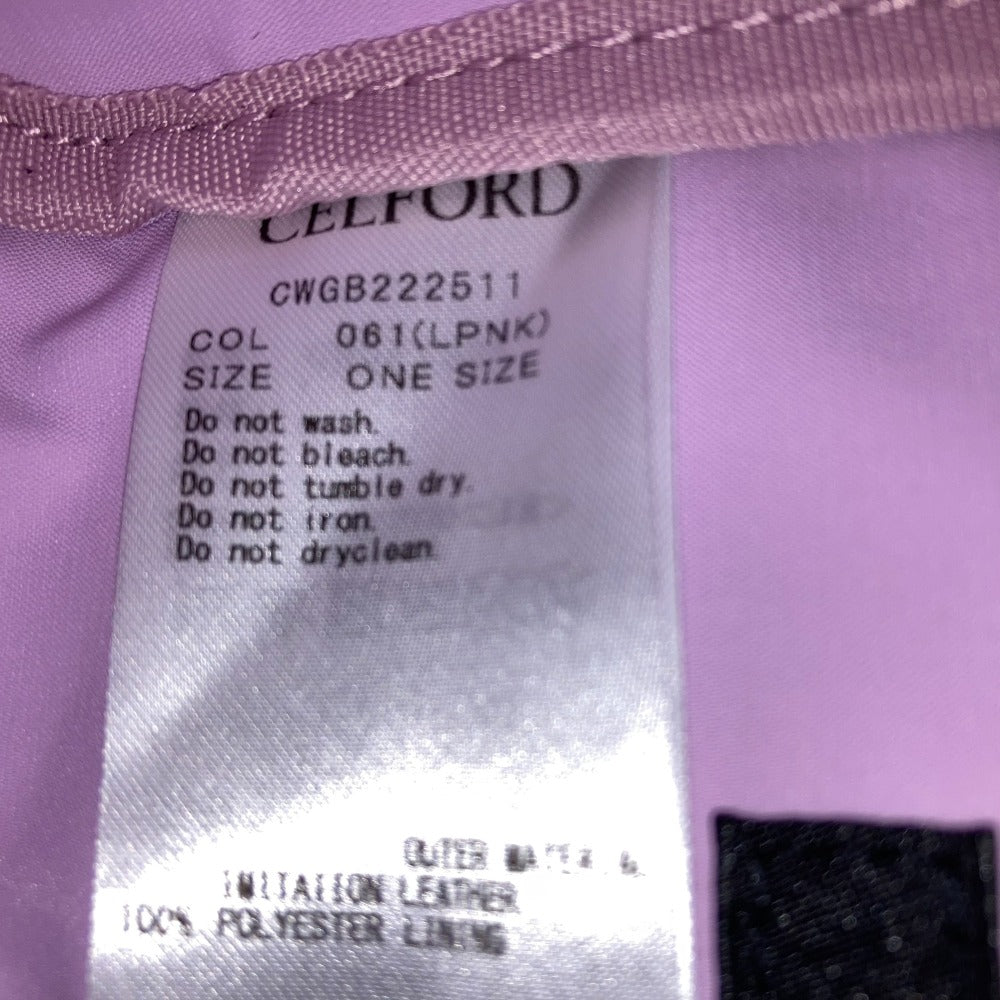 CELFORD
CWGB222511
COL 061(LPNK)
SIZE ONE SIZE
Do not wash.
Do not bleach.
Do not tumble dry.
Do not iron.
Do not dryclean.
OUTER
IMITATION LEATHER
100% POLYESTER LINING